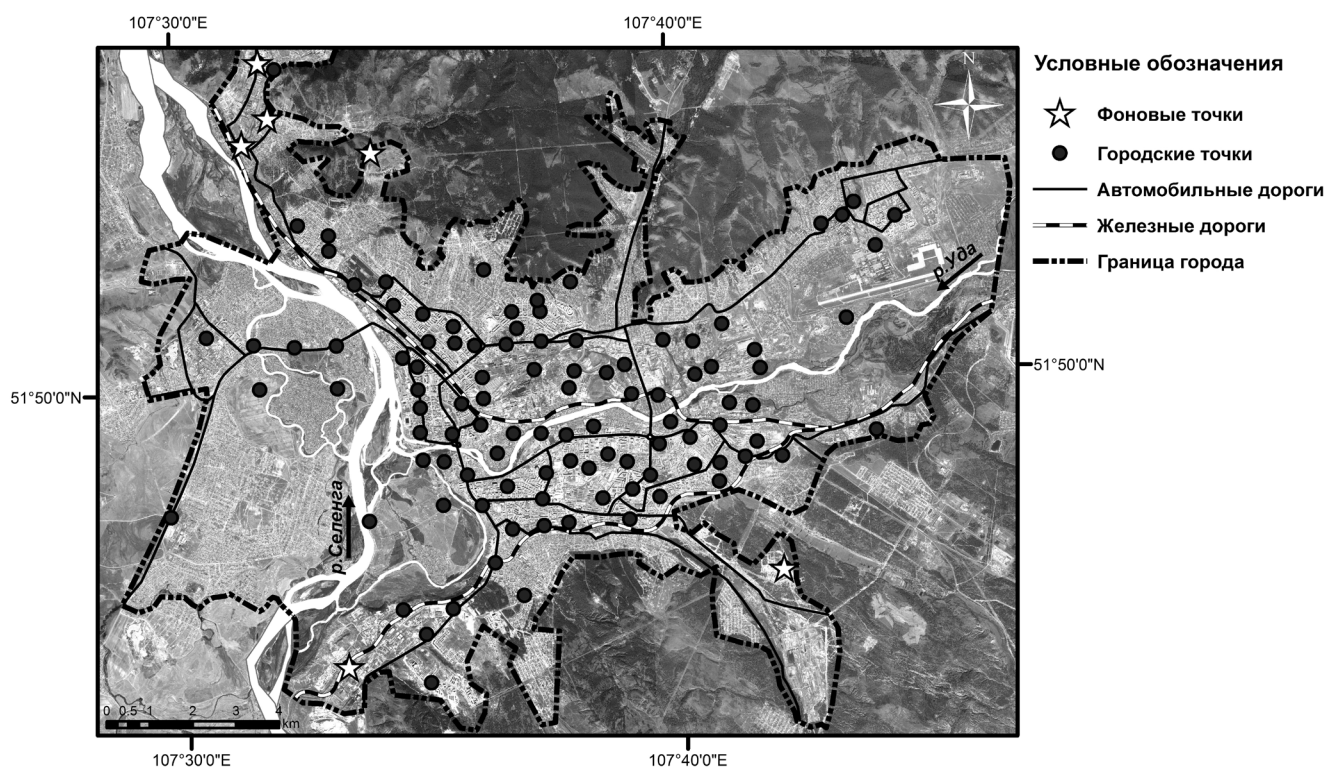 107°30'0"E
107°40'0"E
N
Условные обозначения
Фоновые точки
Городские точки
Автомобильные дороги
Железные дороги
Граница города
р.Уда
51°50'0"N
51°50'0"N
р.Селенга
0 0,5 1 2 3 4
km
107°30'0"E
107°40'0"E